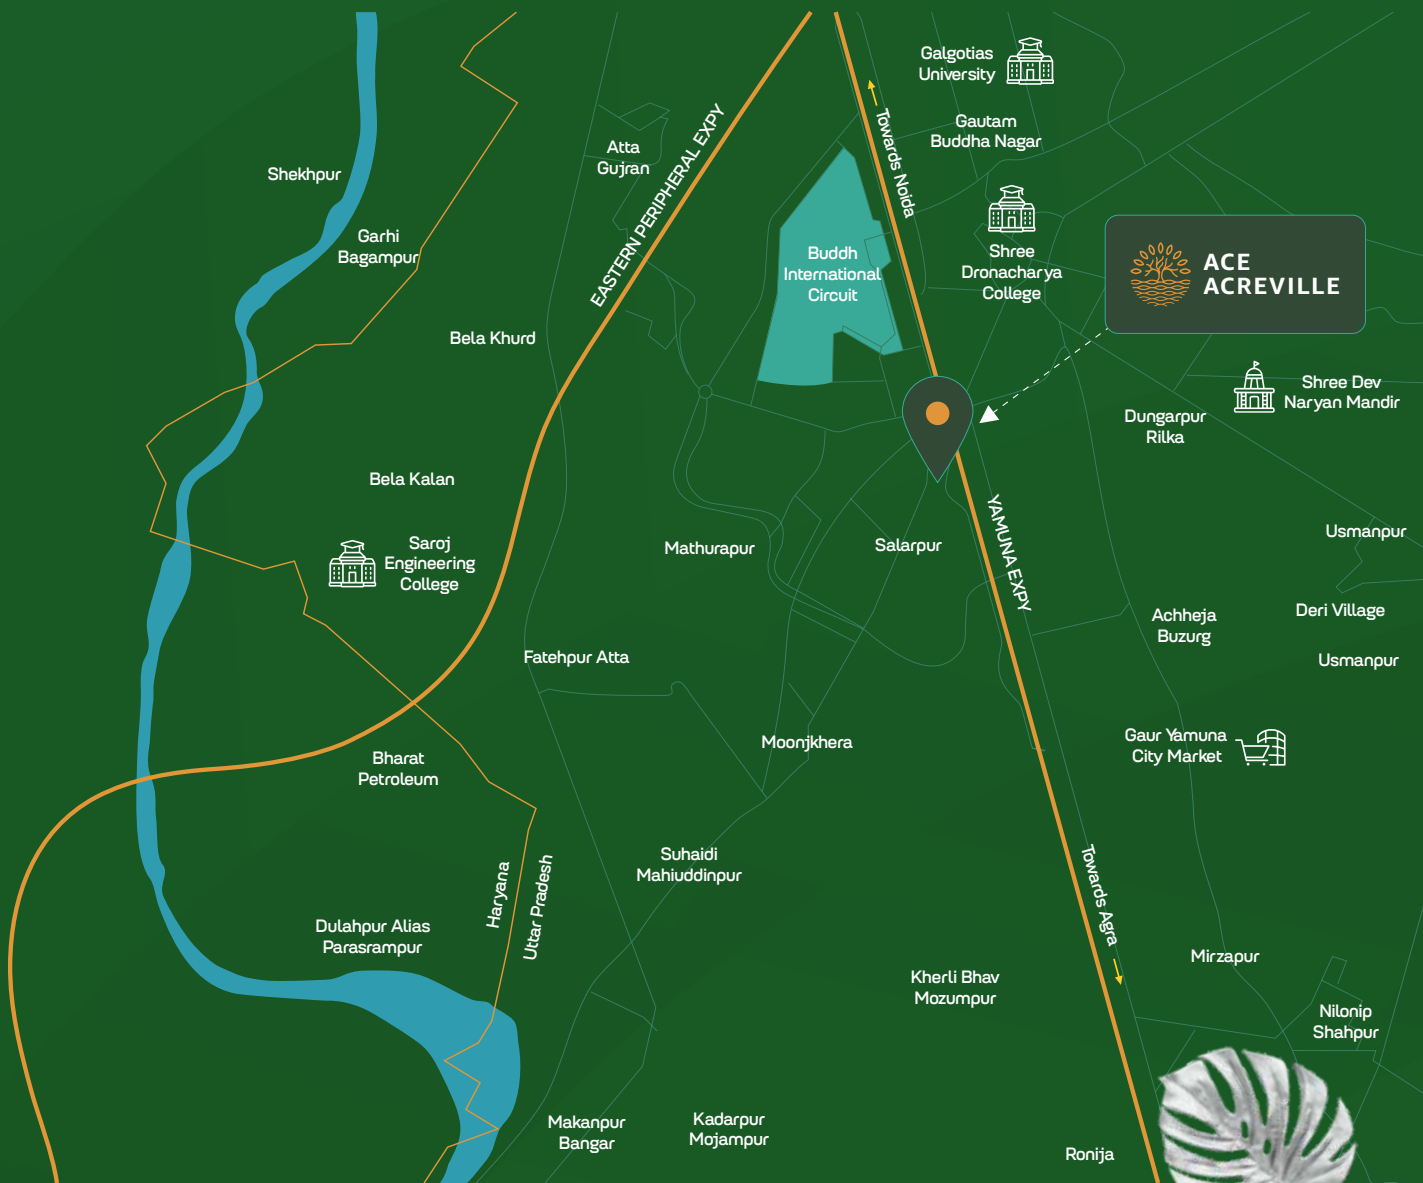 Galgotias
University
Gautam
Buddha Nagar
Atta
Gujran
EASTERN PERIPHERAL EXPY
Towards Noida
Shekhpur
Garhi
Bagampur
Buddh
International
Circuit
Shree
Dronacharya
College
ACE
ACREVILLE
Bela Khurd
Shree Dev
Naryan Mandir
Dungarpur
Rilka
Bela Kalan
Saroj
Engineering
College
Mathurapur
Salarpur
YAMUNA EXPY
Usmanpur
Achheja
Buzurg
Deri Village
Usmanpur
Fatehpur Atta
Moonjkhera
Gaur Yamuna
City Market
Bharat
Petroleum
Suhaidi
Mahiuddinpur
Haryana
Uttar Pradesh
Towards Agra
Dulahpur Alias
Parasrampur
Mirzapur
Kherli Bhav
Mozumpur
Nilonip
Shahpur
Makanpur
Bangar
Kadarpur
Mojampur
Ronija